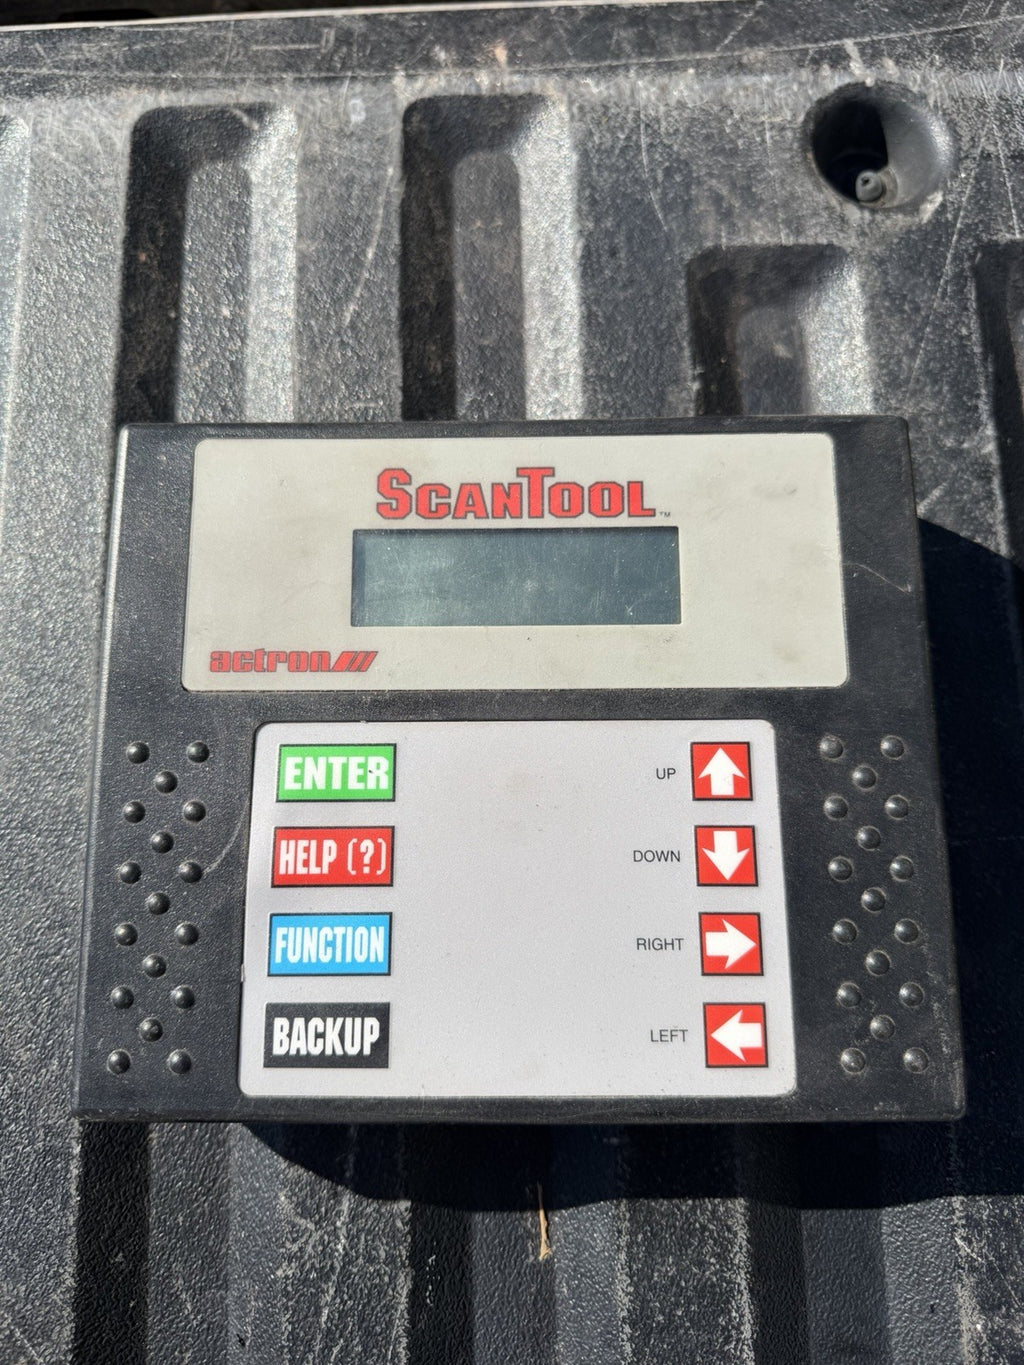 SCANTOOL™
actron
ENTER
UP
HELP (?)
DOWN
FUNCTION
RIGHT
BACKUP
LEFT